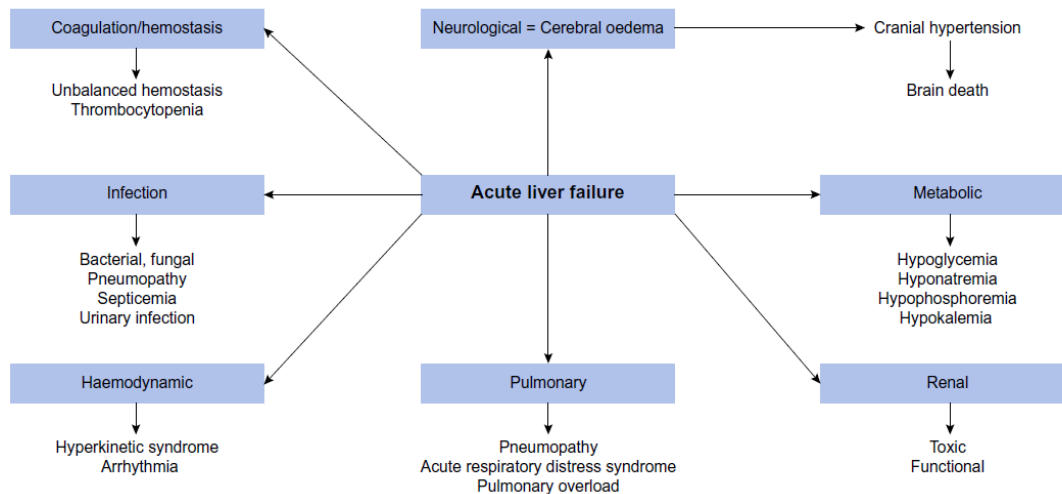 Coagulation/hemostasis
Unbalanced hemostasis
Thrombocytopenia
Neurological = Cerebral oedema
Cranial hypertension
Brain death
Infection
Bacterial, fungal
Pneumopathy
Septicemia
Urinary infection
Acute liver failure
Metabolic
Hypoglycemia
Hyponatremia
Hypophosphoremia
Hypokalemia
Haemodynamic
Hyperkinetic syndrome
Arrhythmia
Pulmonary
Pneumopathy
Acute respiratory distress syndrome
Pulmonary overload
Renal
Toxic
Functional